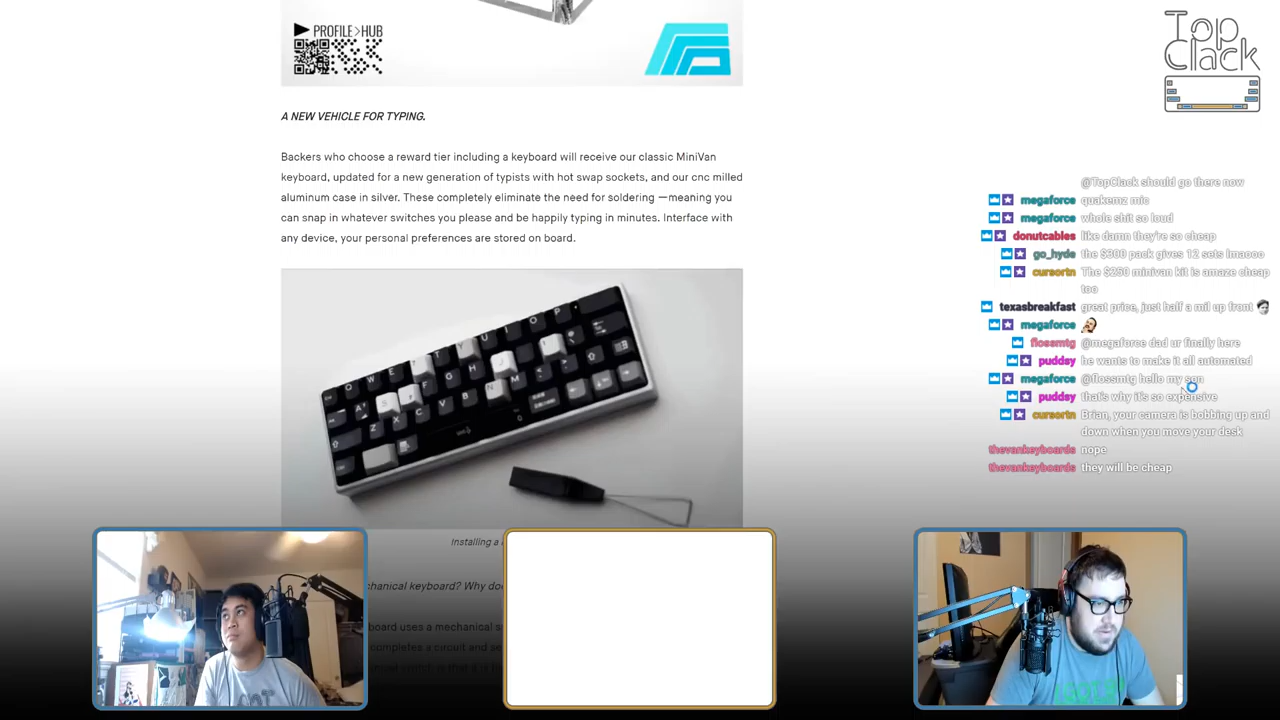 PROFILE>HUB
Top
Clack
A NEW VEHICLE FOR TYPING.
Backers who choose a reward tier including a keyboard will receive our classic MiniVan
keyboard, updated for a new generation of typists with hot swap sockets, and our cnc milled
aluminum case in silver. These completely eliminate the need for soldering —meaning you
can snap in whatever switches you please and be happily typing in minutes. Interface with
any device, your personal preferences are stored on board.
@TopClack should go there now
megaforce quakemz mic
megaforce whole shit so loud
donutcables like damn they're so cheap
go_hyde the $300 pack gives 12 sets lmaooo
cursortn The $250 minivan kit is amaze cheap
too
texasbreakfast great price, just half a mil up front
megaforce
flossmtg @megaforce dad ur finally here
puddsy he wants to make it all automated
megaforce @flossmtg hello my son
puddsy that's why it's so expensive
cursortn Brian, your camera is bobbing up and
down when you move your desk
thevankeyboards nope
thevankeyboards they will be cheap
Installing a
chanical keyboard? Why doe
board uses a mechanical s
completes a circuit and se